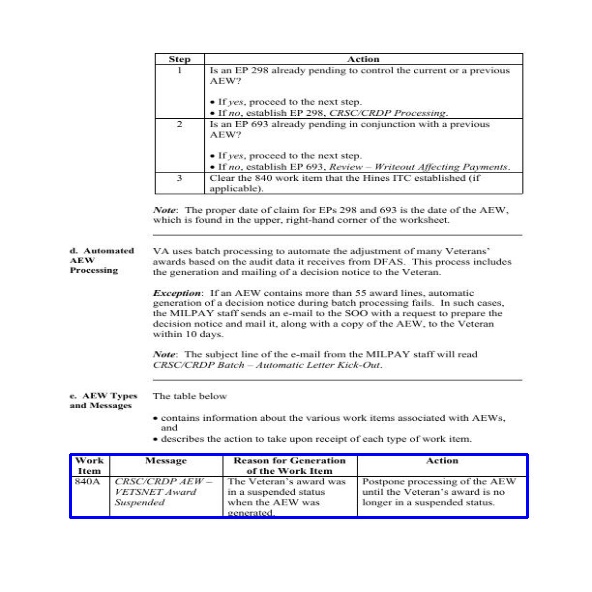 Step Action
1 Is an EP 298 already pending to control the current or a previous
AEW?
• If yes, proceed to the next step.
• If no, establish EP 298, CRSC/CRDP Processing.
2 Is an EP 693 already pending in conjunction with a previous
AEW?
• If yes, proceed to the next step.
• If no, establish EP 693, Review – Writeout Affecting Payments.
3 Clear the 840 work item that the Hines ITC established (if
applicable).
Note: The proper date of claim for EPs 298 and 693 is the date of the AEW,
which is found in the upper, right-hand corner of the worksheet.
d. Automated
AEW
Processing
VA uses batch processing to automate the adjustment of many Veterans’
awards based on the audit data it receives from DFAS. This process includes
the generation and mailing of a decision notice to the Veteran.
Exception: If an AEW contains more than 55 award lines, automatic
generation of a decision notice during batch processing fails. In such cases,
the MILPAY staff sends an e-mail to the SOO with a request to prepare the
decision notice and mail it, along with a copy of the AEW, to the Veteran
within 10 days.
Note: The subject line of the e-mail from the MILPAY staff will read
CRSC/CRDP Batch – Automatic Letter Kick-Out.
e. AEW Types
and Messages
The table below
• contains information about the various work items associated with AEWs,
and
• describes the action to take upon receipt of each type of work item.
Work
Item
Message
Reason for Generation
of the Work Item
Action
840A
CRSC/CRDP AEW –
VETSNET Award
Suspended
The Veteran’s award was
in a suspended status
when the AEW was
generated.
Postpone processing of the AEW
until the Veteran’s award is no
longer in a suspended status.